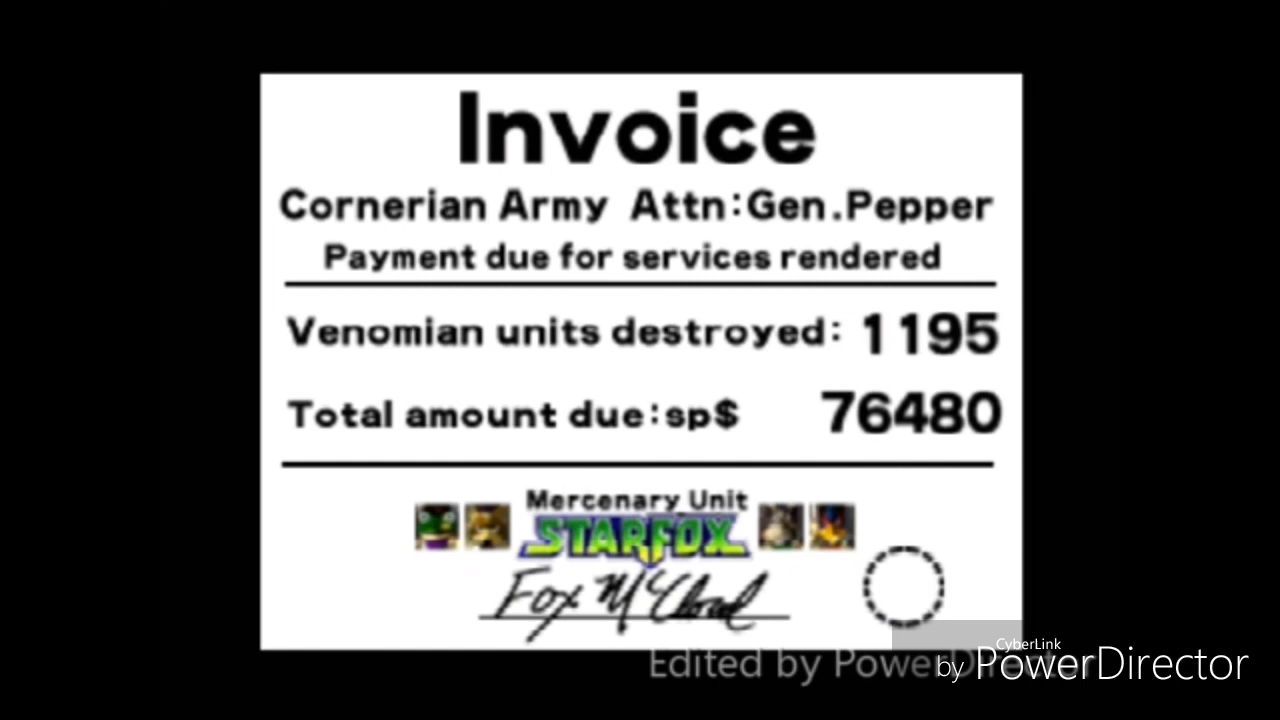 Invoice
Cornerian Army Attn:Gen.Pepper
Payment due for services rendered
Venomian units destroyed: 1195
Total amount due:sp$ 76480
Mercenary Unit
STARFOX
Fox McCloud
CyberLink
Edited by PowerDirector
by PowerDirector